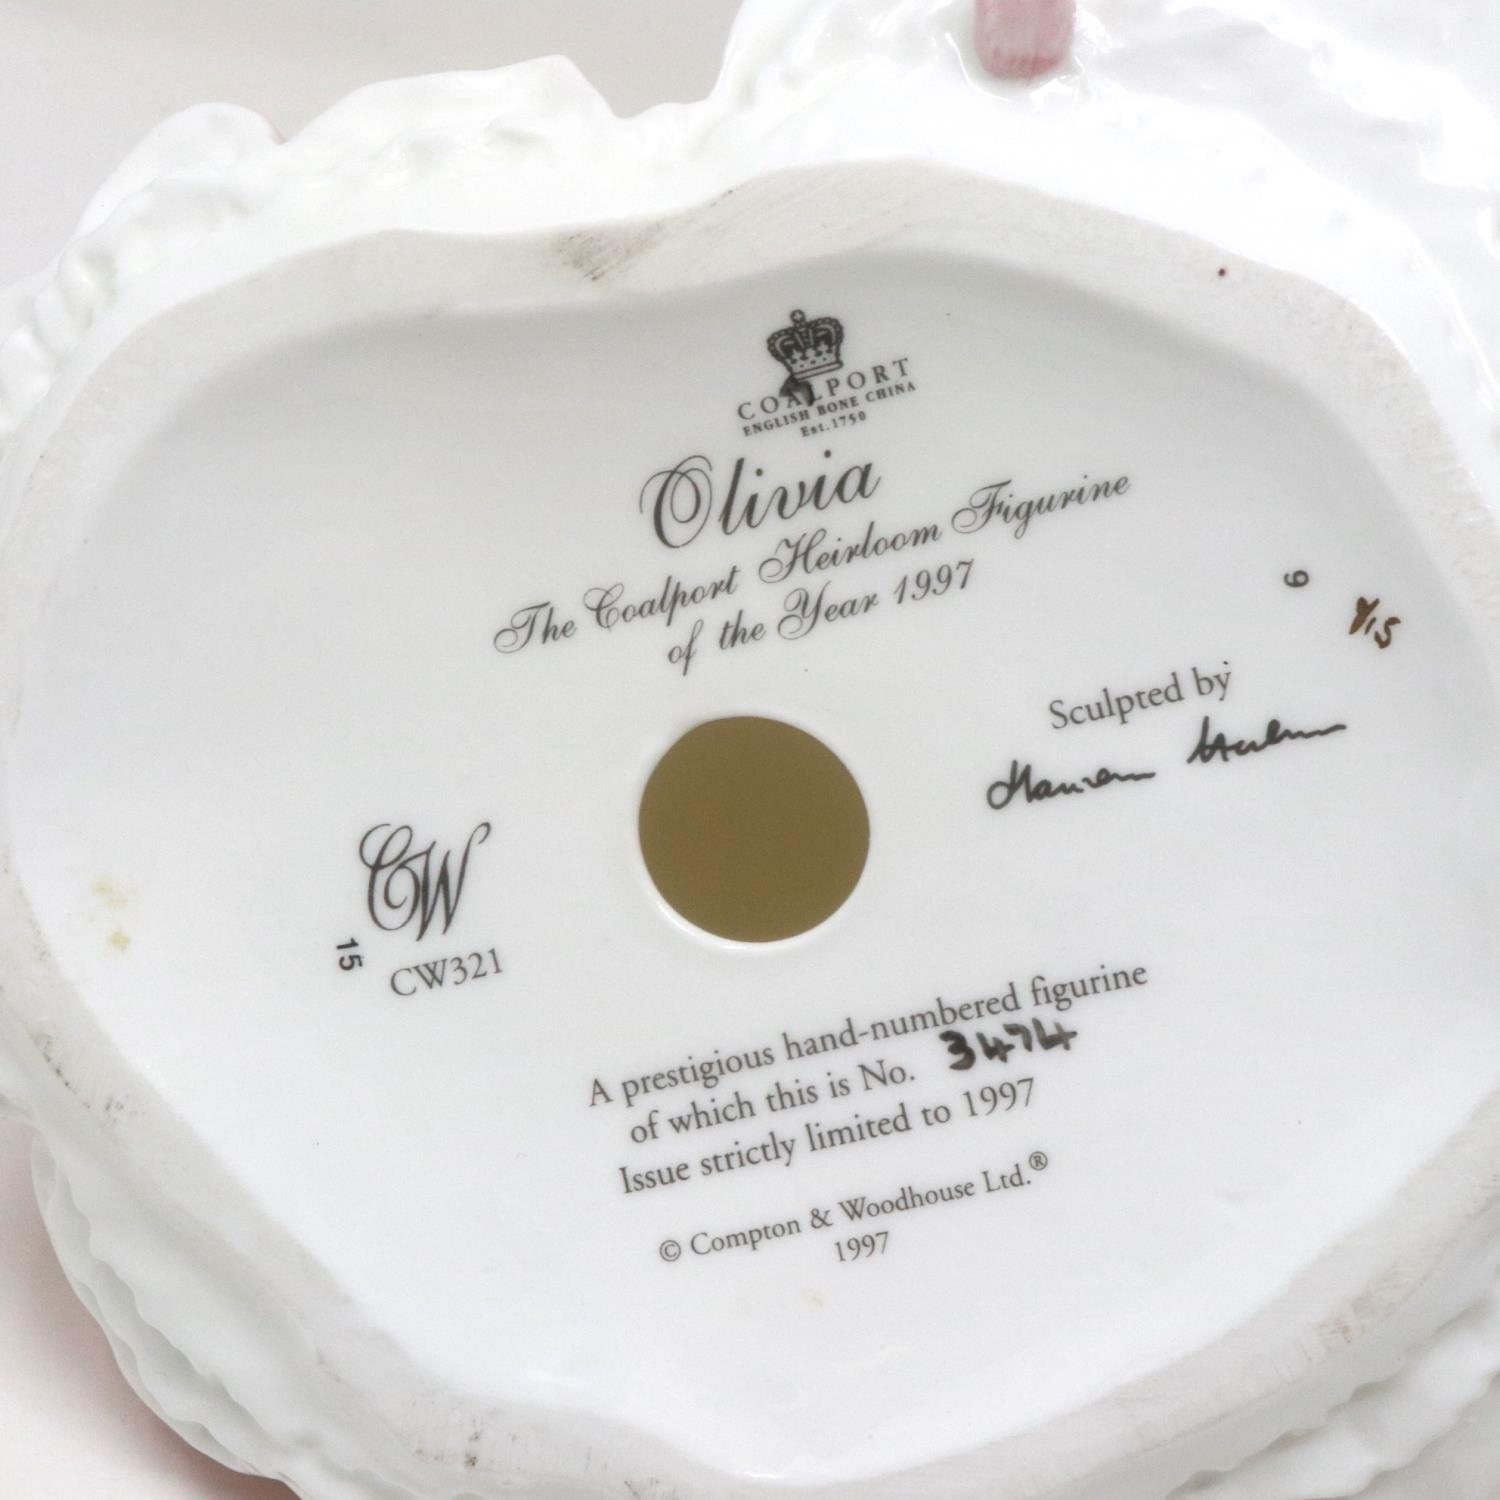 COALPORT
ENGLISH BONE CHINA
Est.1750
Olivia
The Coalport Heirloom Figurine
of the Year 1997
9
Sculpted by
CW
15
CW321
A prestigious hand-numbered figurine
of which this is No. 3474
Issue strictly limited to 1997
© Compton & Woodhouse Ltd.®
1997